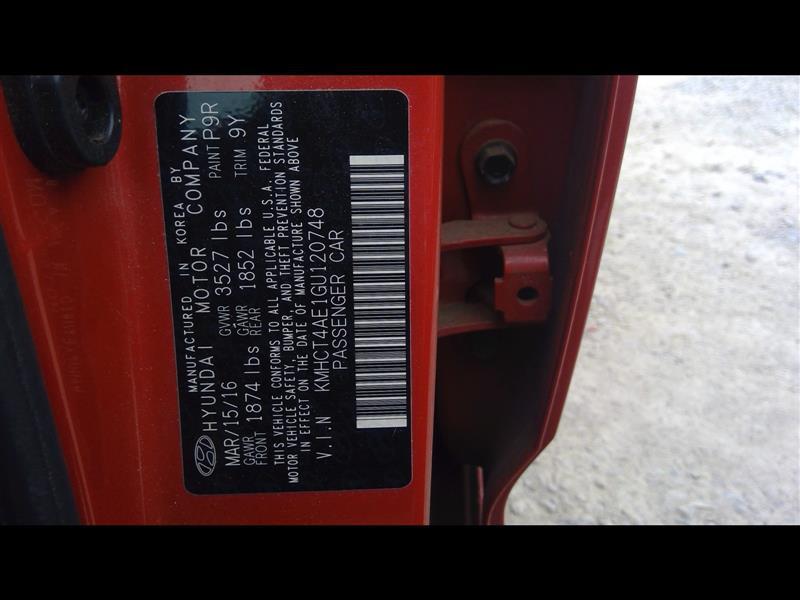 MANUFACTURED IN KOREA BY
HYUNDAI MOTOR COMPANY
MAR/15/16 GVWR 3527 lbs PAINT P9R
GAWR FRONT 1874 lbs GAWR REAR 1852 lbs TRIM 9Y
THIS VEHICLE CONFORMS TO ALL APPLICABLE U.S.A. FEDERAL
MOTOR VEHICLE SAFETY, BUMPER, AND THEFT PREVENTION STANDARDS
IN EFFECT ON THE DATE OF MANUFACTURE SHOWN ABOVE
V.I.N KMHCT4AE1GU120748
PASSENGER CAR